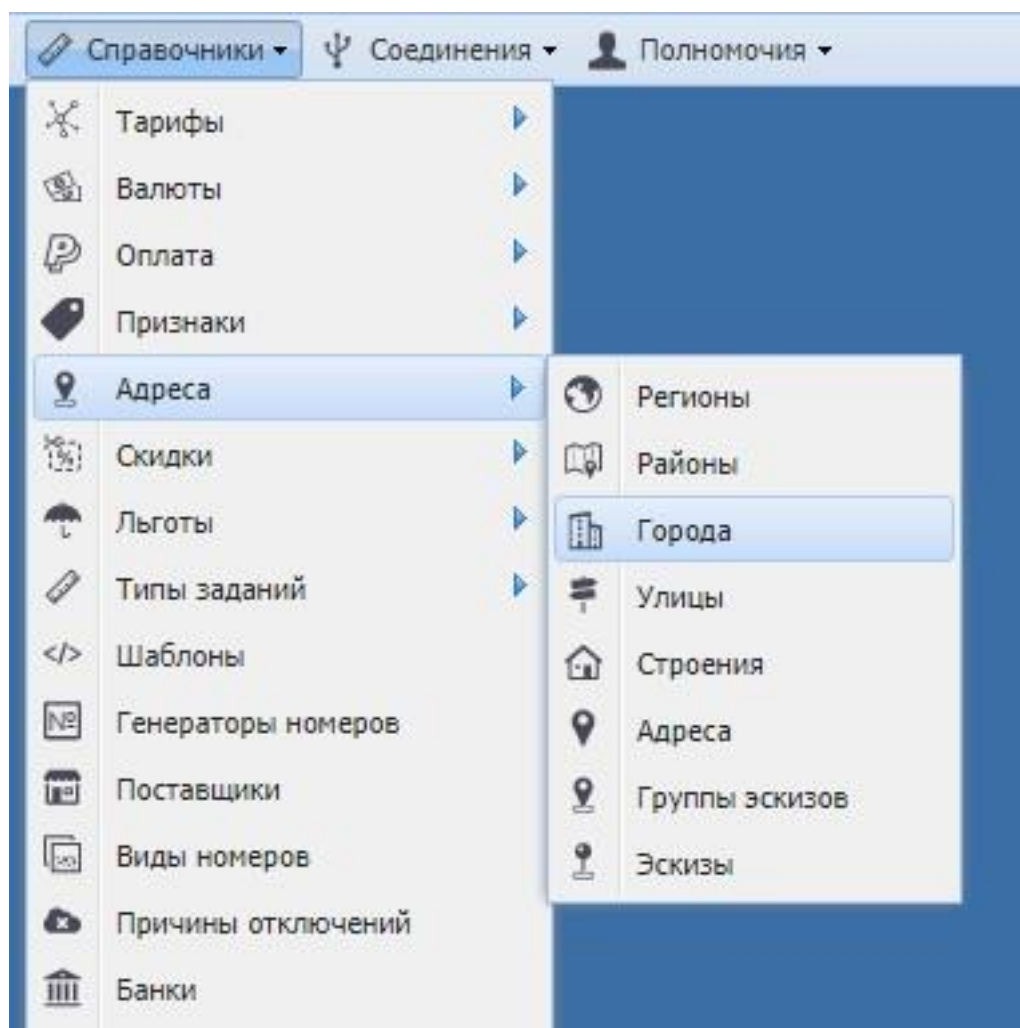 Справочники
Соединения
Полномочия
Тарифы
Валюты
Оплата
Признаки
Адреса
Скидки
Льготы
Типы заданий
Шаблоны
Генераторы номеров
Поставщики
Виды номеров
Причины отключений
Банки
Регионы
Районы
Города
Улицы
Строения
Адреса
Группы эскизов
Эскизы